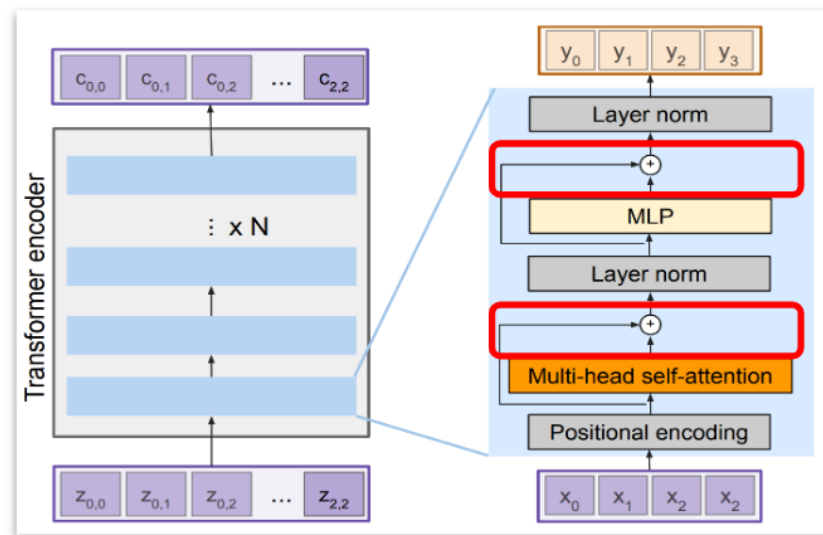 c0,0 c0,1 c0,2 ... c2,2
Transformer encoder
⋮ x N
z0,0 z0,1 z0,2 ... z2,2
y0 y1 y2 y3
Layer norm
+
MLP
Layer norm
+
Multi-head self-attention
Positional encoding
x0 x1 x2 x2